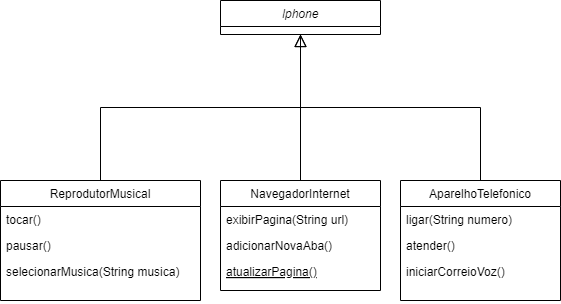 Iphone
ReprodutorMusical
tocar()
pausar()
selecionarMusica(String musica)
NavegadorInternet
exibirPagina(String url)
adicionarNovaAba()
atualizarPagina()
AparelhoTelefonico
ligar(String numero)
atender()
iniciarCorreioVoz()